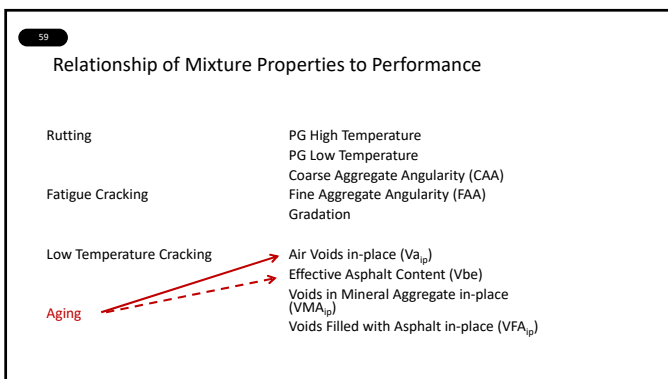 59
Relationship of Mixture Properties to Performance
Rutting
PG High Temperature
PG Low Temperature
Coarse Aggregate Angularity (CAA)
Fatigue Cracking
Fine Aggregate Angularity (FAA)
Gradation
Low Temperature Cracking
Air Voids in-place (Vaip)
Effective Asphalt Content (Vbe)
Voids in Mineral Aggregate in-place
(VMAip)
Aging
Voids Filled with Asphalt in-place (VFAip)